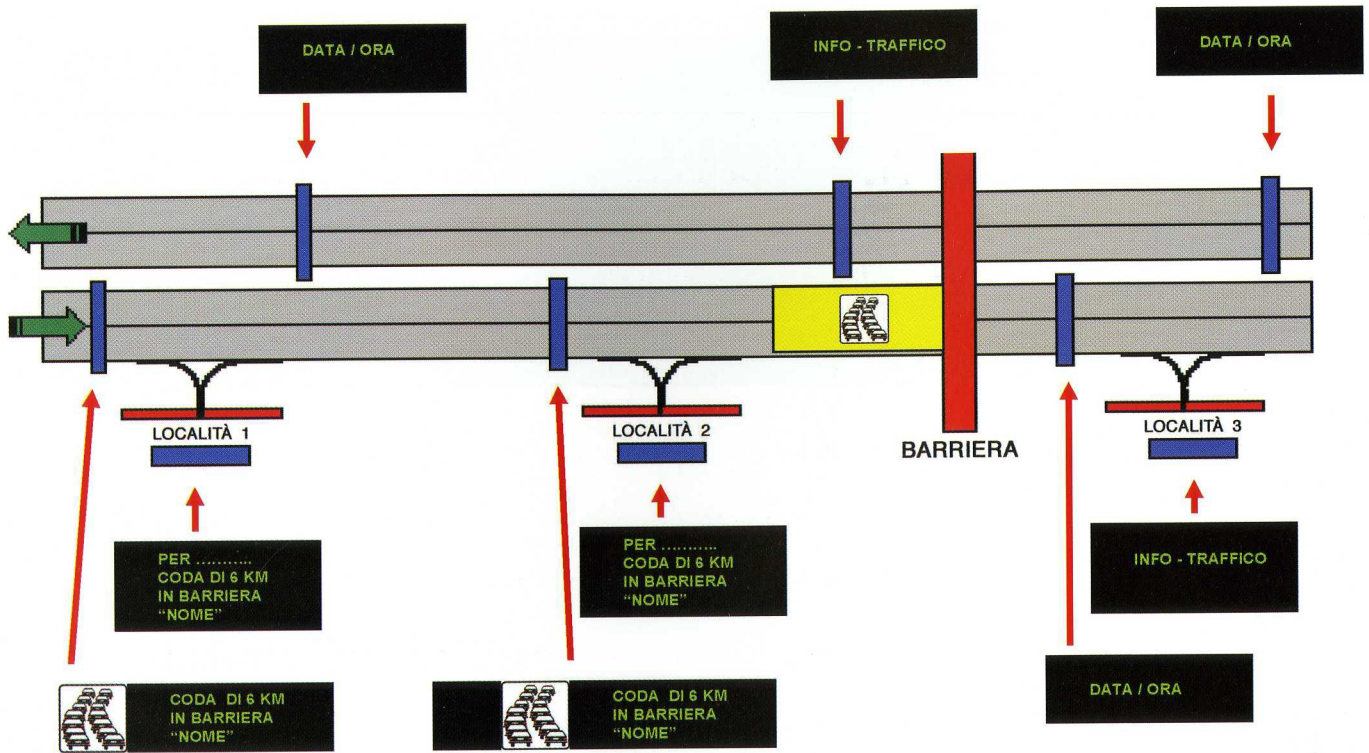 DATA / ORA
INFO - TRAFFICO
DATA / ORA
LOCALITÀ 1
LOCALITÀ 2
BARRIERA
LOCALITÀ 3
PER ...........
CODA DI 6 KM
IN BARRIERA
“NOME”
PER ...........
CODA DI 6 KM
IN BARRIERA
“NOME”
INFO - TRAFFICO
CODA DI 6 KM
IN BARRIERA
“NOME”
CODA DI 6 KM
IN BARRIERA
“NOME”
DATA / ORA